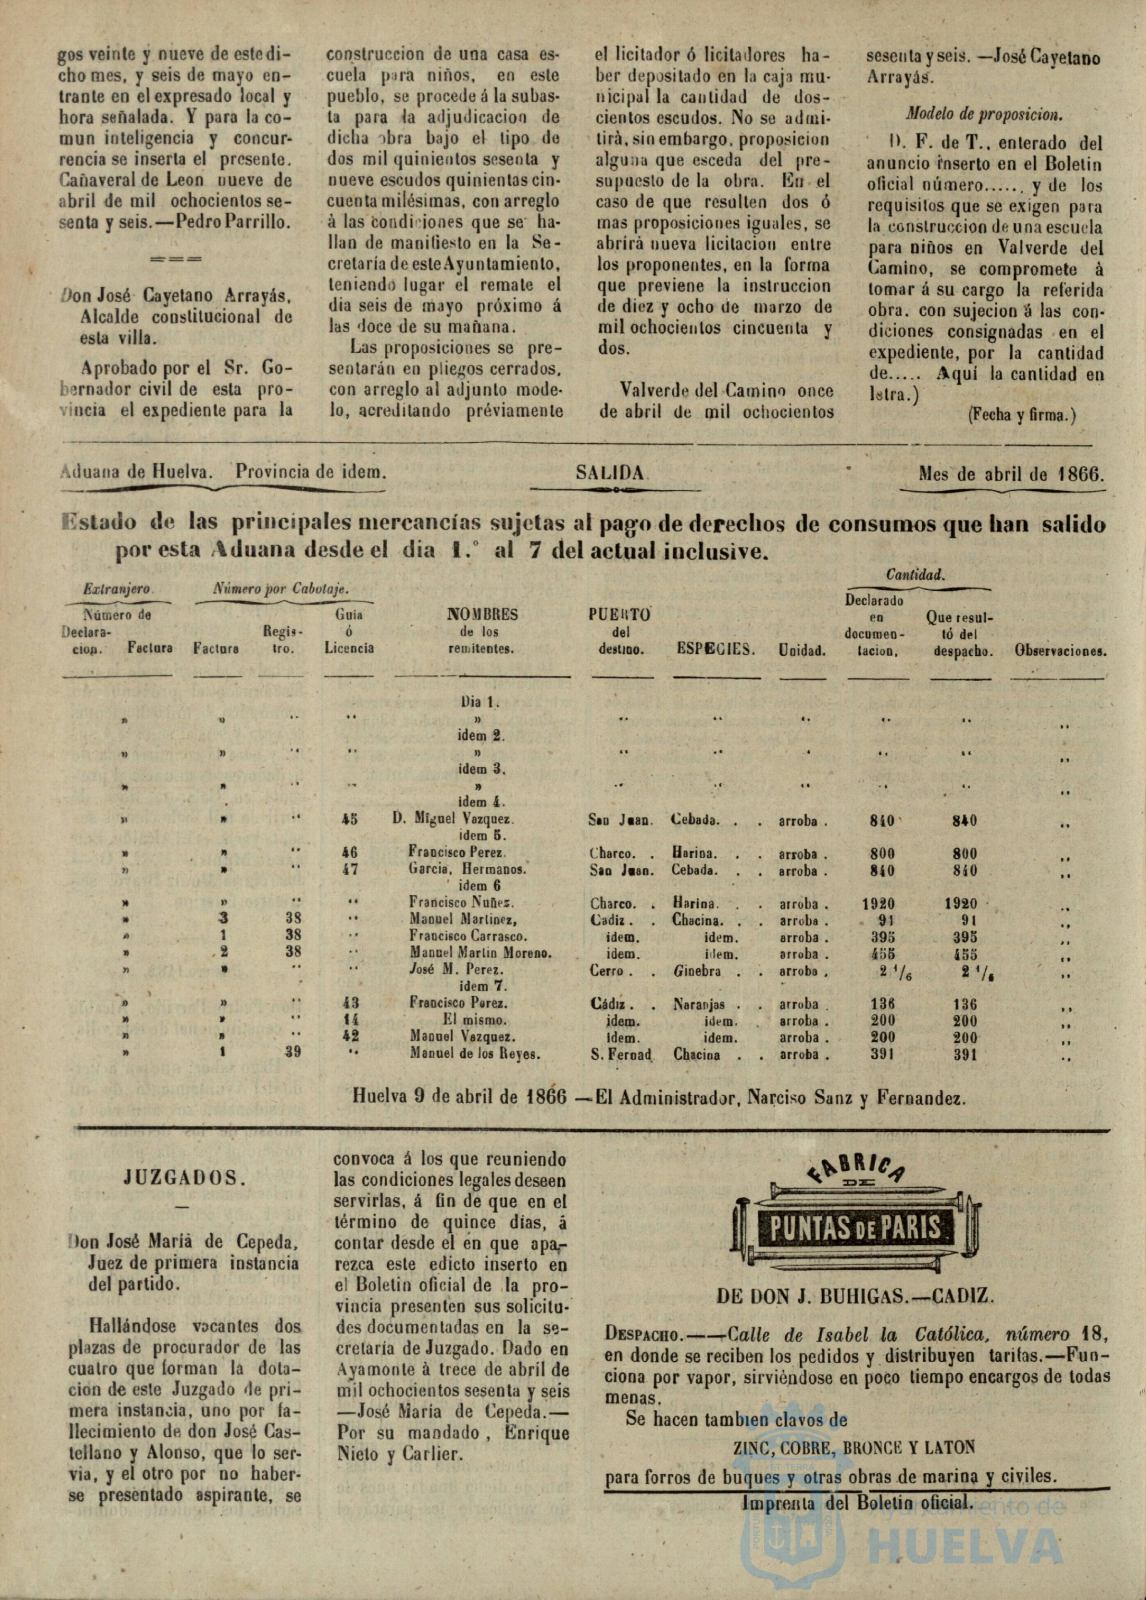 gos veinte y nueve de este di-
cho mes, y seis de mayo en-
trante en el expresado local y
hora señalada. Y para la co-
mun inteligencia y concur-
rencia se inserta el presente.
Cañaveral de Leon nueve de
abril de mil ochocientos se-
senta y seis.—Pedro Parrillo.
Don José Cayetano Arrayás,
Alcalde constitucional de
esta villa.
Aprobado por el Sr. Go-
bernador civil de esta pro-
vincia el expediente para la
construccion de una casa es-
cuela para niños, en este
pueblo, se procede á la subas-
ta para la adjudicacion de
dicha obra bajo el tipo de
dos mil quinientos sesenta y
nueve escudos quinientas cin-
cuenta milésimas, con arreglo
á las condiciones que se ha-
llan de manifiesto en la Se-
cretaría de este Ayuntamiento,
teniendo lugar el remate el
dia seis de mayo próximo á
las doce de su mañana.
Las proposiciones se pre-
sentarán en pliegos cerrados,
con arreglo al adjunto mode-
lo, acreditando préviamente
el licitador ó licitadores ha-
ber depositado en la caja mu-
nicipal la cantidad de dos-
cientos escudos. No se admi-
tirà, sin embargo, proposicion
alguna que esceda del pre-
supuesto de la obra. En el
caso de que resulten dos ó
mas proposiciones iguales, se
abrirá nueva licitacion entre
los proponentes, en la forma
que previene la instruccion
de diez y ocho de marzo de
mil ochocientos cincuenta y
dos.
Valverde del Camino once
de abril de mil ochocientos
sesenta y seis. —José Cayetano
Arrayás.
Modelo de proposicion.
D. F. de T., enterado del
anuncio inserto en el Boletin
oficial número..... y de los
requisitos que se exigen para
la construccion de una escuela
para niños en Valverde del
Camino, se compromete à
tomar á su cargo la referida
obra. con sujecion á las con-
diciones consignadas en el
expediente, por la cantidad
de..... Aqui la cantidad en
letra.)
(Fecha y firma.)
Aduana de Huelva. Provincia de idem. SALIDA. Mes de abril de 1866.
Estado de las principales mercancías sujetas al pago de derechos de consumos que han salido
por esta Aduana desde el dia 1.° al 7 del actual inclusive.
Extranjero. Número por Cabotaje. Cantidad.
Número de Declaracion. Factura Factura Registro. Guia ó Licencia NOMBRES de los remitentes. PUERTO del destino. ESPECIES. Unidad. Declarado en documentacion, Que resultó del despacho. Observaciones.
Dia 1.
» » " " » " " " " " "
idem 2.
» » " " » " " " " " "
idem 3.
» » " " » " " " " " "
idem 4.
» » " 45 D. Miguel Vazquez. San Juan. Cebada. . . arroba . 840 840 "
idem 5.
» » " 46 Francisco Perez. Charco. . Harina. . . arroba . 800 800 "
» » " 47 Garcia, Hermanos. San Juan. Cebada. . . arroba . 840 840 "
idem 6
» » " " Francisco Nuñez. Charco. . Harina. . . arroba . 1920 1920 "
» 3 38 " Manuel Martinez, Cadiz . . Chacina. . . arroba . 91 91 "
» 1 38 " Francisco Carrasco. idem. idem. arroba . 395 395 "
» 2 38 " Manuel Martin Moreno. idem. idem. arroba . 455 455 "
» » " " José M. Perez. Cerro . . Ginebra . . arroba . 2 1/6 2 1/6 "
idem 7.
» » " 43 Francisco Perez. Cádiz . . Naranjas . . arroba 136 136 "
» » " 14 El mismo. idem. idem. . arroba . 200 200 "
» » " 42 Manuel Vazquez. Idem. idem. arroba . 200 200 "
» 1 39 " Manuel de los Reyes. S. Fernad Chacina . . arroba . 391 391 "
Huelva 9 de abril de 1866 —El Administrador, Narciso Sanz y Fernandez.
JUZGADOS.
Don José Mariá de Cepeda,
Juez de primera instancia
del partido.
Hallándose vacantes dos
plazas de procurador de las
cuatro que forman la dota-
cion de este Juzgado de pri-
mera instancia, uno por fa-
llecimiento de don José Cas-
tellano y Alonso, que lo ser-
via, y el otro por no haber-
se presentado aspirante, se
convoca á los que reuniendo
las condiciones legales deseen
servirlas, á fin de que en el
término de quince días, á
contar desde el en que apa-
rezca este edicto inserto en
el Boletin oficial de la pro-
vincia presenten sus solicitu-
des documentadas en la se-
cretaría de Juzgado. Dado en
Ayamonte à trece de abril de
mil ochocientos sesenta y seis
—José María de Cepeda.—
Por su mandado , Enrique
Nieto y Carlier.
FABRICA
DE
PUNTAS DE PARIS
DE DON J. BUHIGAS.—CADIZ.
DESPACHO.——Calle de Isabel la Católica, número 18,
en donde se reciben los pedidos y distribuyen tarifas.—Fun-
ciona por vapor, sirviéndose en poco tiempo encargos de todas
menas.
Se hacen tambien clavos de
ZINC, COBRE, BRONCE Y LATON
para forros de buques y otras obras de marina y civiles.
Imprenta del Boletin oficial.
Ayuntamiento de
HUELVA